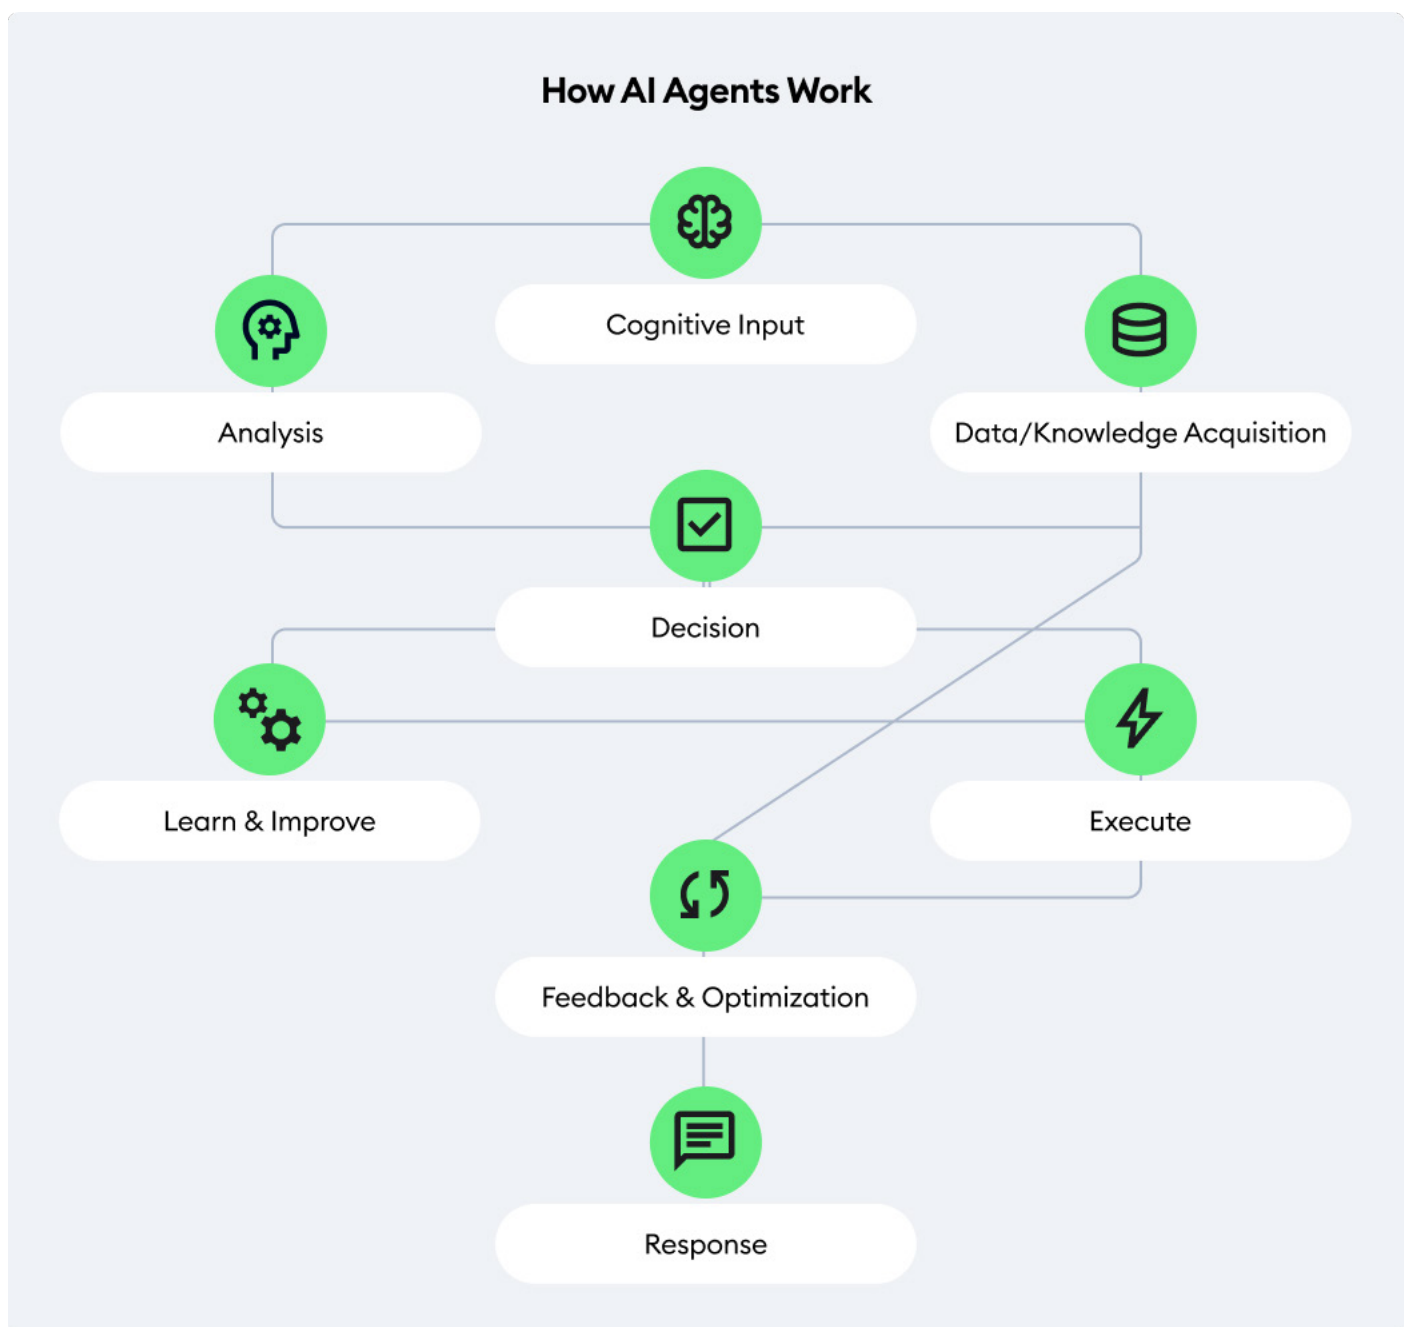 How AI Agents Work
Cognitive Input
Analysis
Data/Knowledge Acquisition
Decision
Learn & Improve
Execute
Feedback & Optimization
Response